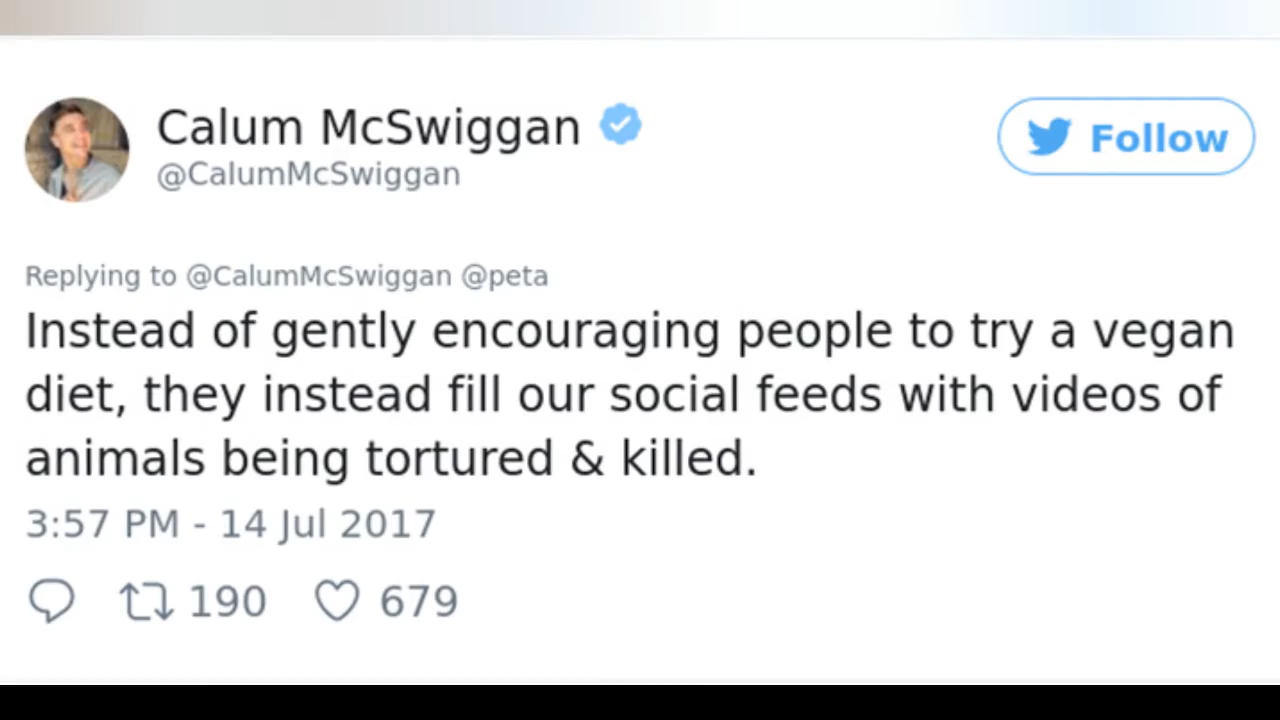 Calum McSwiggan
@CalumMcSwiggan
Follow
Replying to @CalumMcSwiggan @peta
Instead of gently encouraging people to try a vegan
diet, they instead fill our social feeds with videos of
animals being tortured & killed.
3:57 PM - 14 Jul 2017
190 679